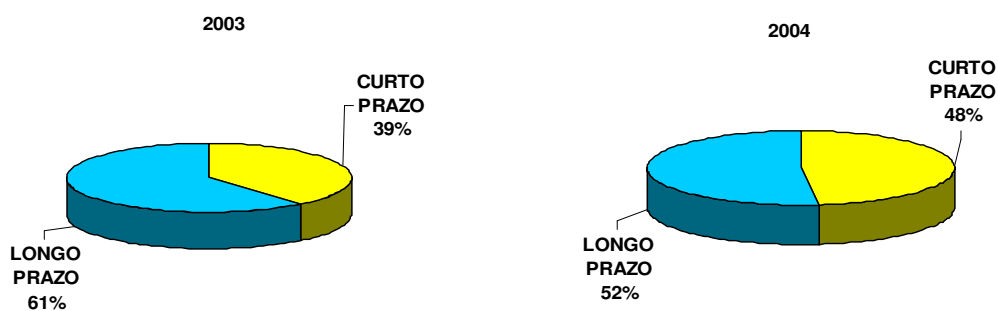 2003
CURTO
PRAZO
39%
LONGO
PRAZO
61%
2004
CURTO
PRAZO
48%
LONGO
PRAZO
52%